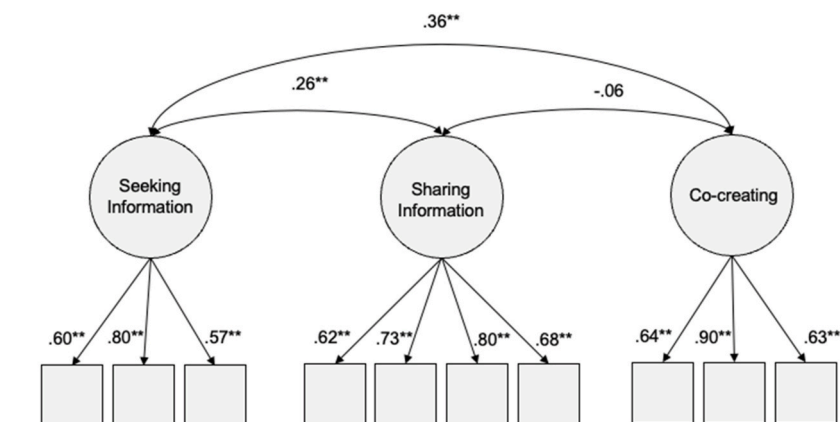 .36**
.26**
-.06
Seeking
Information
Sharing
Information
Co-creating
.60** .80** .57** .62** .73** .80** .68** .64** .90** .63**